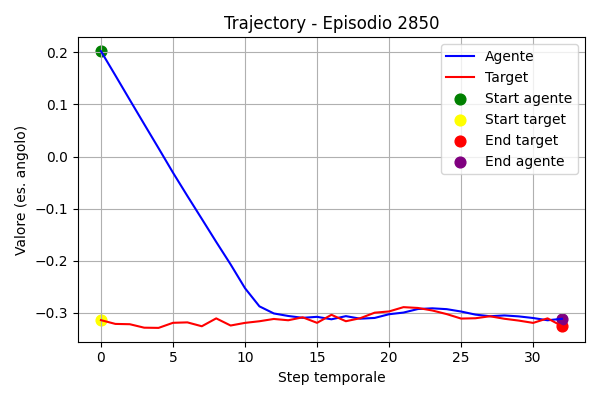 Trajectory - Episodio 2850
Agente
Target
Start agente
Start target
End target
End agente
Valore (es. angolo)
0.2
0.1
0.0
−0.1
−0.2
−0.3
0 5 10 15 20 25 30
Step temporale